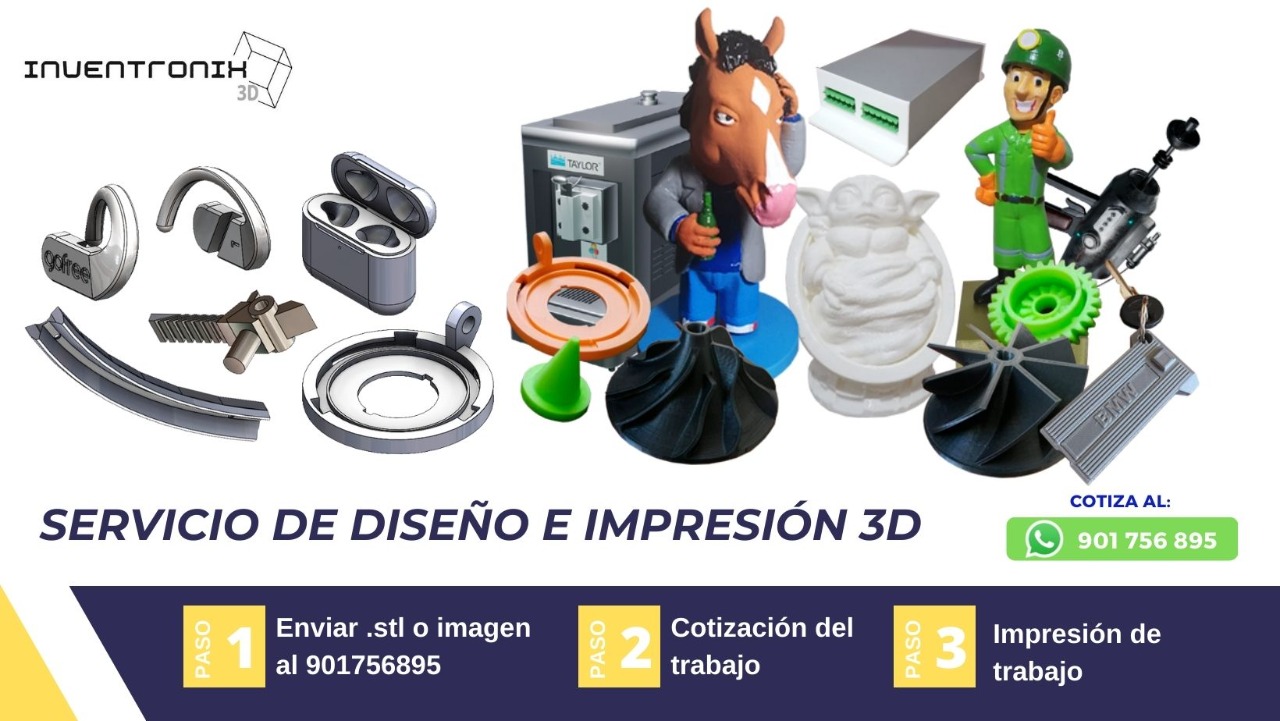 INVENTRONIX
3D
TAYLOR
gofree
BMW
SERVICIO DE DISEÑO E IMPRESIÓN 3D
COTIZA AL:
901 756 895
PASO 1
Enviar .stl o imagen
al 901756895
PASO 2
Cotización del
trabajo
PASO 3
Impresión de
trabajo